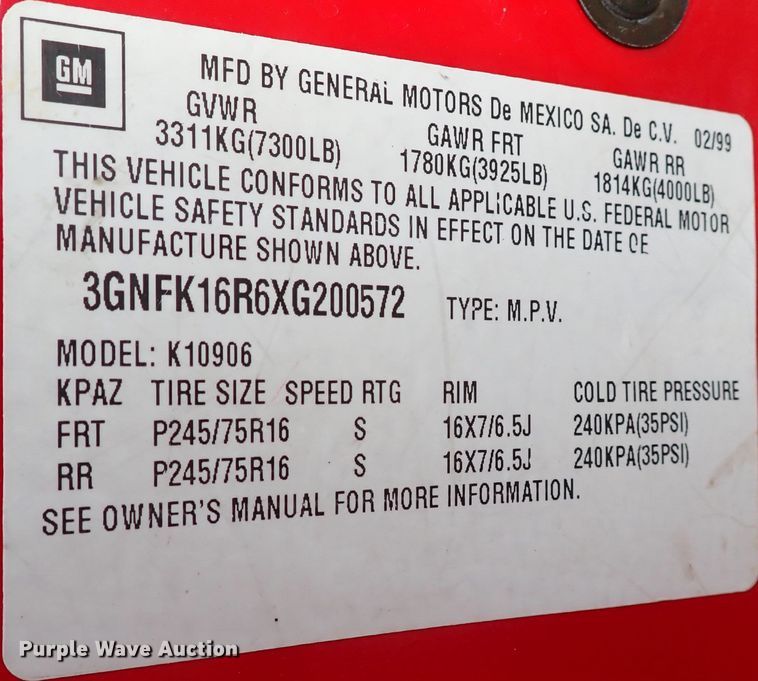 GM
MFD BY GENERAL MOTORS De MEXICO SA. De C.V. 02/99
GVWR GAWR FRT GAWR RR
3311KG(7300LB) 1780KG(3925LB) 1814KG(4000LB)
THIS VEHICLE CONFORMS TO ALL APPLICABLE U.S. FEDERAL MOTOR
VEHICLE SAFETY STANDARDS IN EFFECT ON THE DATE OF
MANUFACTURE SHOWN ABOVE.
3GNFK16R6XG200572 TYPE: M.P.V.
MODEL: K10906
KPAZ TIRE SIZE SPEED RTG RIM COLD TIRE PRESSURE
FRT P245/75R16 S 16X7/6.5J 240KPA(35PSI)
RR P245/75R16 S 16X7/6.5J 240KPA(35PSI)
SEE OWNER'S MANUAL FOR MORE INFORMATION.
Purple Wave Auction